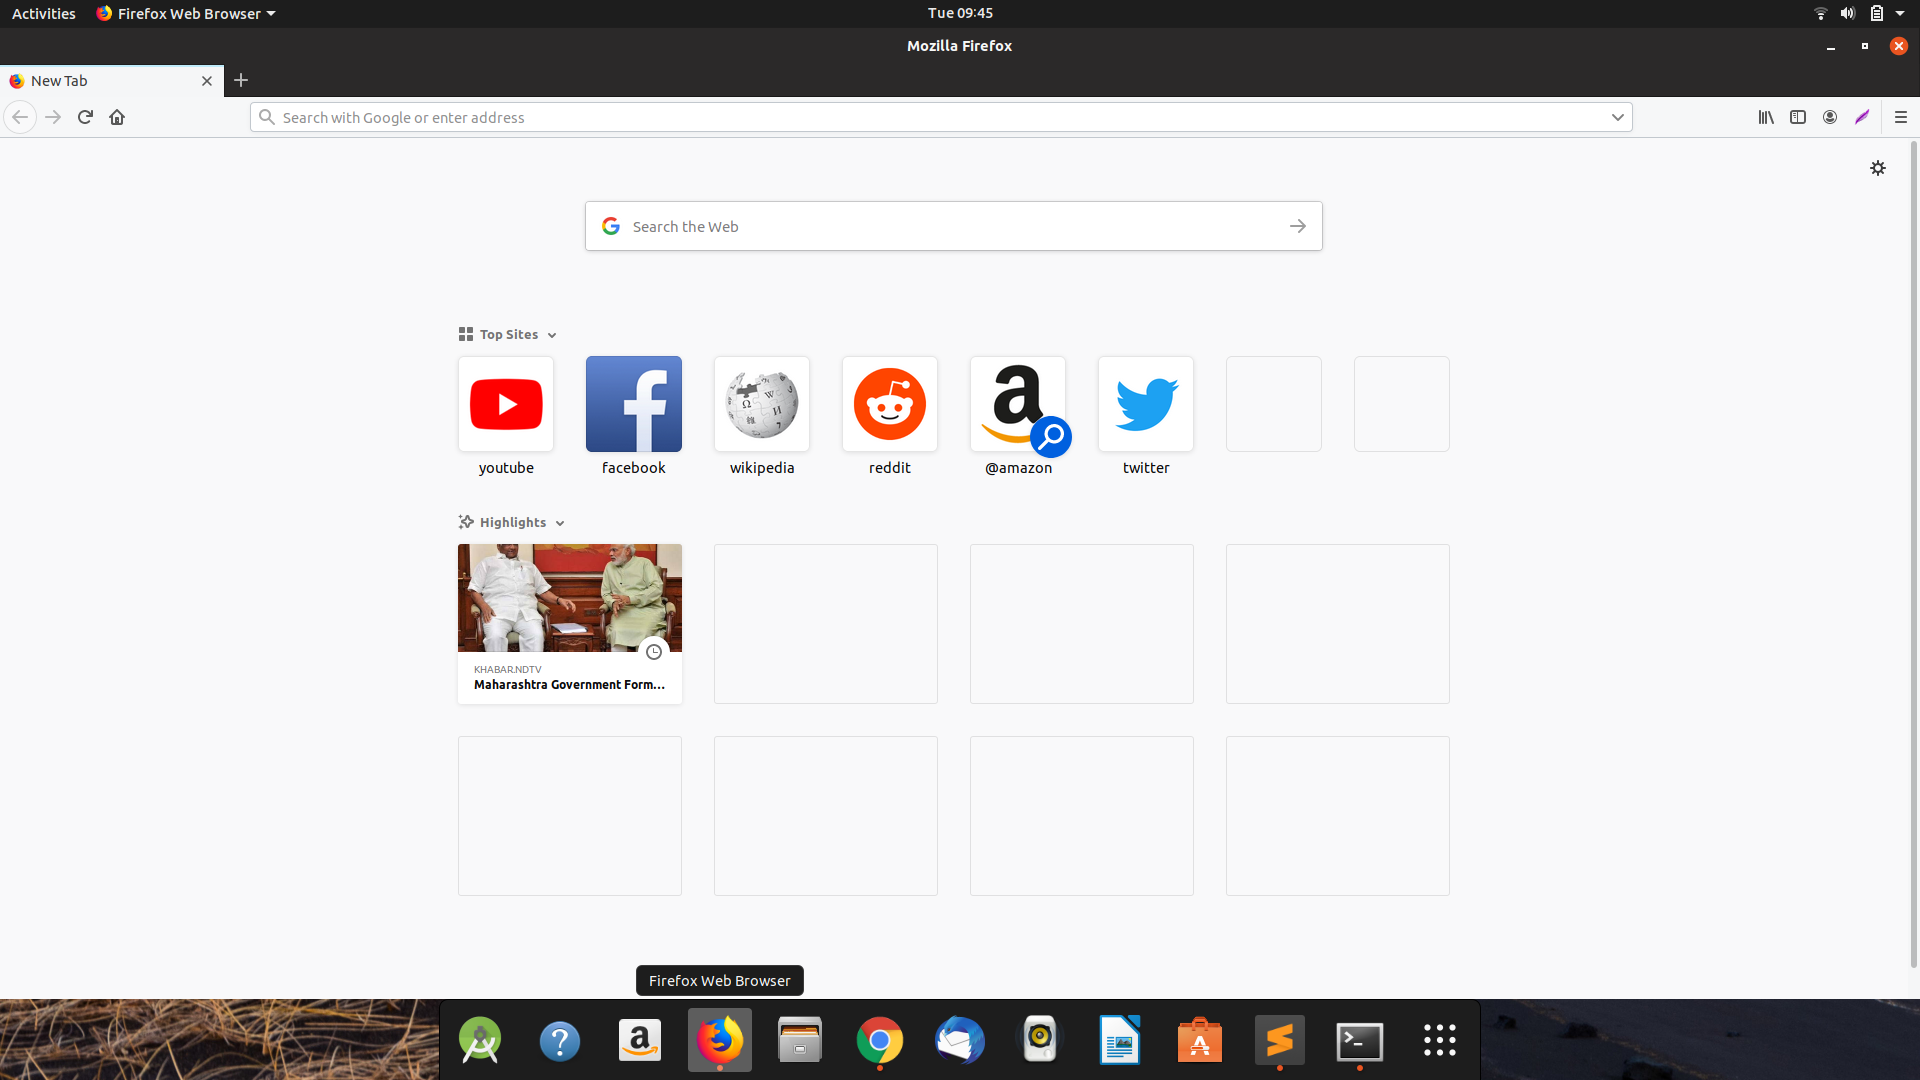 Activities
Firefox Web Browser
Tue 09:45
Mozilla Firefox
New Tab
Search with Google or enter address
Search the Web
Top Sites
youtube
facebook
wikipedia
reddit
@amazon
twitter
Highlights
KHABAR.NDTV
Maharashtra Government Form...
Firefox Web Browser